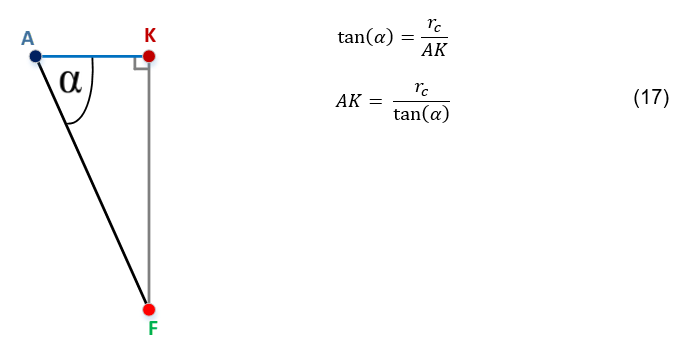 A K
α
F
tan(α) = r_c / AK
AK = r_c / tan(α) (17)